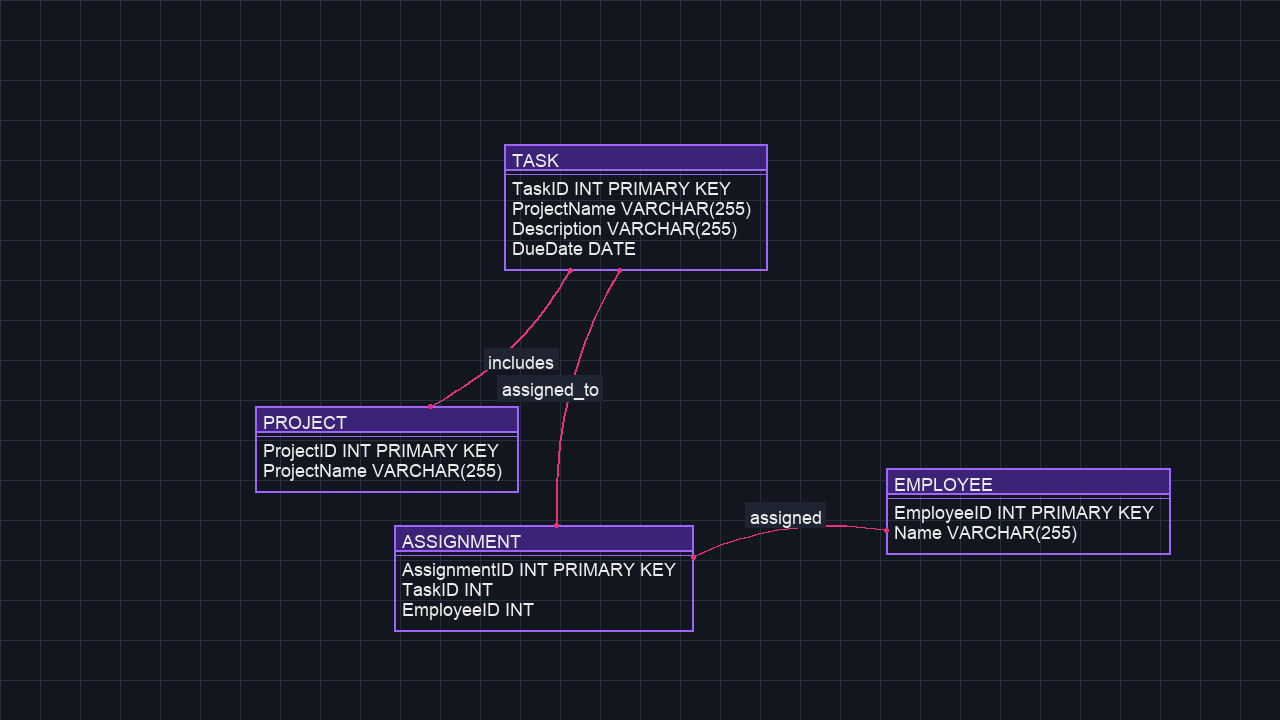 TASK
TaskID INT PRIMARY KEY
ProjectName VARCHAR(255)
Description VARCHAR(255)
DueDate DATE
includes
assigned_to
PROJECT
ProjectID INT PRIMARY KEY
ProjectName VARCHAR(255)
ASSIGNMENT
AssignmentID INT PRIMARY KEY
TaskID INT
EmployeeID INT
assigned
EMPLOYEE
EmployeeID INT PRIMARY KEY
Name VARCHAR(255)